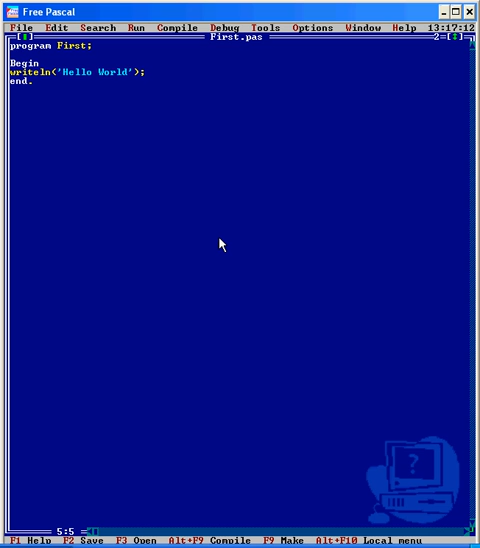 Free Pascal
File Edit Search Run Compile Debug Tools Options Window Help 13:17:12
First.pas 2
program First;
Begin
writeln('Hello World');
end.
?
5:5
F1 Help F2 Save F3 Open Alt+F9 Compile F9 Make Alt+F10 Local menu